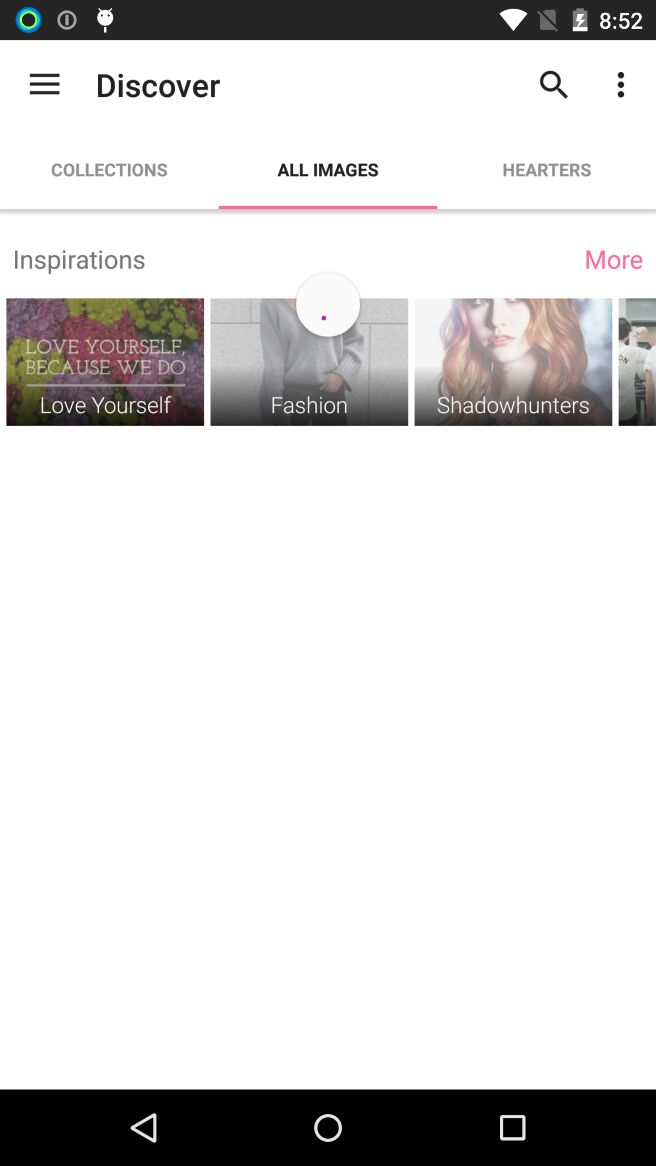 8:52
Discover
COLLECTIONS
ALL IMAGES
HEARTERS
Inspirations
More
LOVE YOURSELF,
BECAUSE WE DO
Love Yourself
Fashion
Shadowhunters